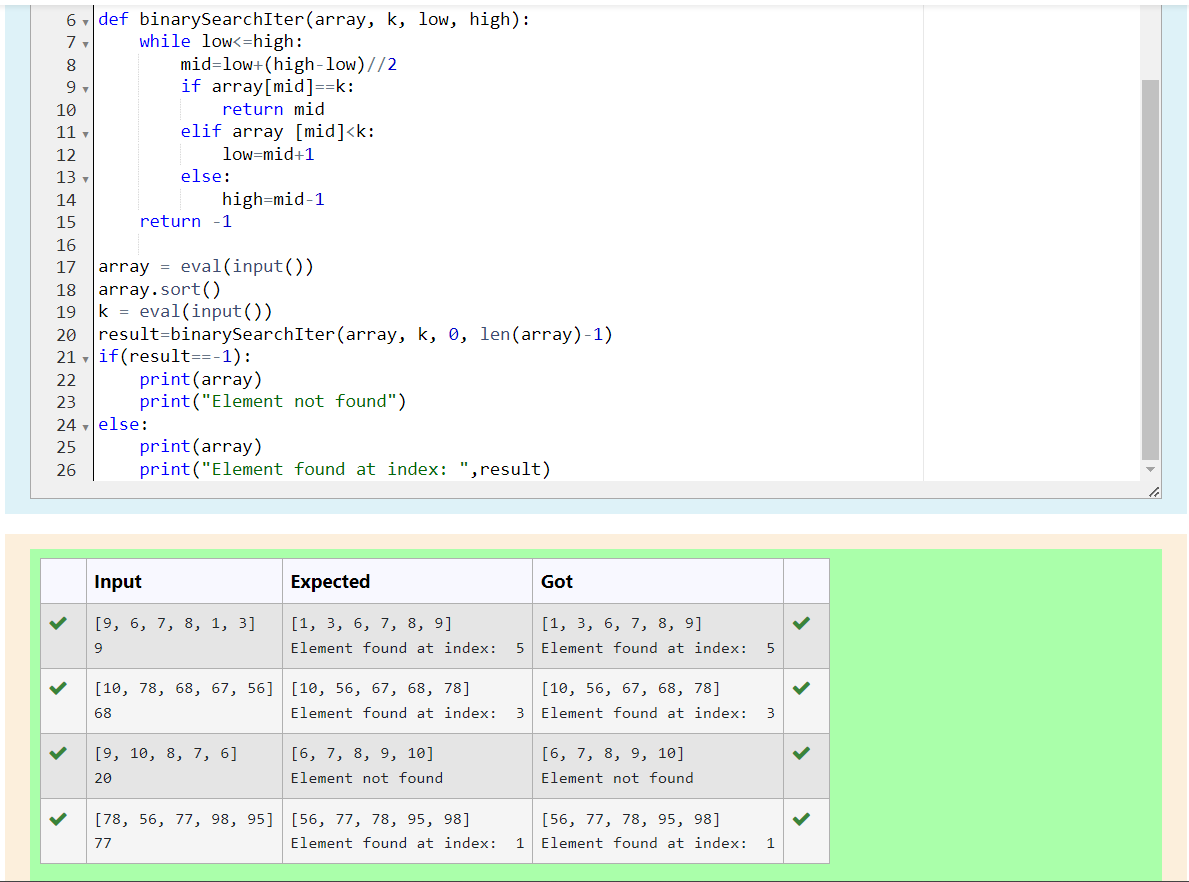 6 def binarySearchIter(array, k, low, high):
7     while low<=high:
8         mid=low+(high-low)//2
9         if array[mid]==k:
10             return mid
11         elif array [mid]<k:
12             low=mid+1
13         else:
14             high=mid-1
15     return -1
16
17 array = eval(input())
18 array.sort()
19 k = eval(input())
20 result=binarySearchIter(array, k, 0, len(array)-1)
21 if(result==-1):
22     print(array)
23     print("Element not found")
24 else:
25     print(array)
26     print("Element found at index: ",result)
Input Expected Got
[9, 6, 7, 8, 1, 3] [1, 3, 6, 7, 8, 9] [1, 3, 6, 7, 8, 9]
9 Element found at index:  5 Element found at index:  5
[10, 78, 68, 67, 56] [10, 56, 67, 68, 78] [10, 56, 67, 68, 78]
68 Element found at index:  3 Element found at index:  3
[9, 10, 8, 7, 6] [6, 7, 8, 9, 10] [6, 7, 8, 9, 10]
20 Element not found Element not found
[78, 56, 77, 98, 95] [56, 77, 78, 95, 98] [56, 77, 78, 95, 98]
77 Element found at index:  1 Element found at index:  1